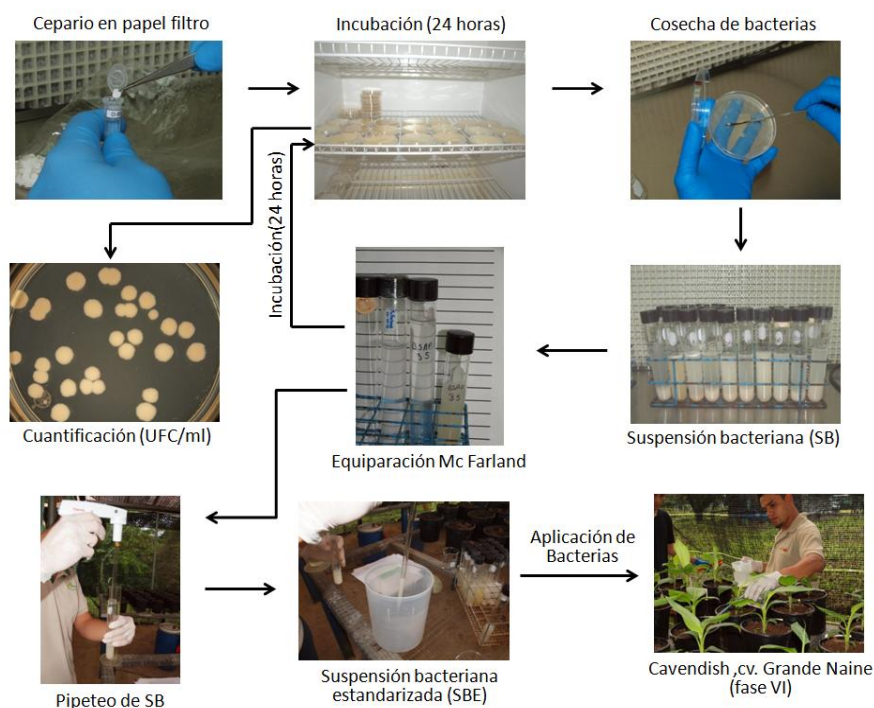 Cepario en papel filtro
Incubación (24 horas)
Cosecha de bacterias
Incubación(24 horas)
Cuantificación (UFC/ml)
Equiparación Mc Farland
Suspensión bacteriana (SB)
Pipeteo de SB
Suspensión bacteriana
estandarizada (SBE)
Aplicación de
Bacterias
Cavendish ,cv. Grande Naine
(fase VI)